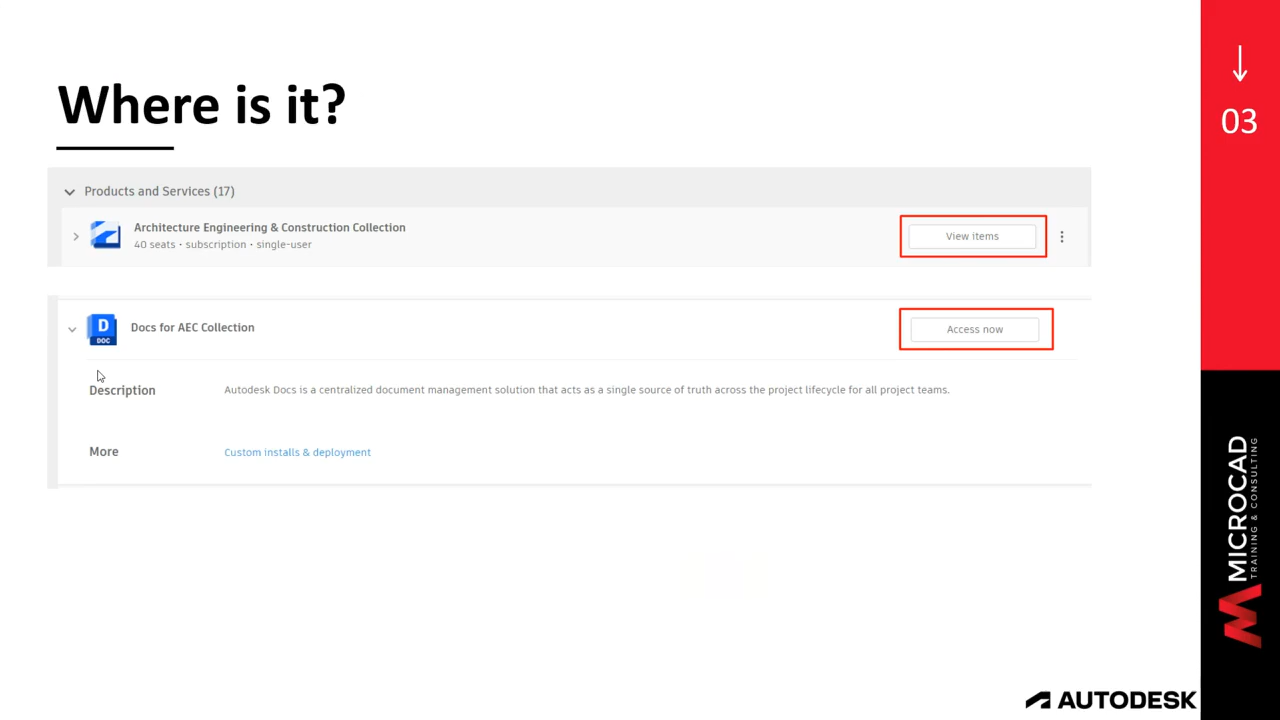 Where is it?
03
Products and Services (17)
Architecture Engineering & Construction Collection
40 seats • subscription • single-user
View items
D
DOC
Docs for AEC Collection
Access now
Description
Autodesk Docs is a centralized document management solution that acts as a single source of truth across the project lifecycle for all project teams.
More
Custom installs & deployment
MICROCAD
TRAINING & CONSULTING
AUTODESK